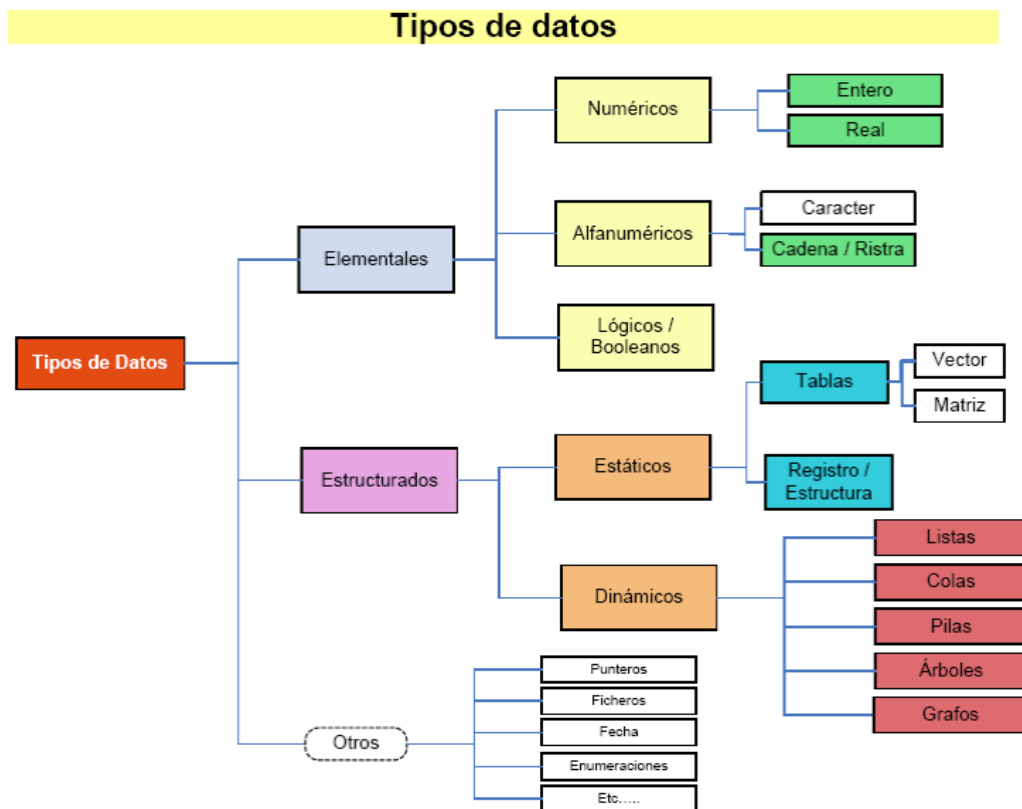 Tipos de datos
Numéricos
Entero
Real
Alfanuméricos
Caracter
Cadena / Ristra
Elementales
Lógicos /
Booleanos
Tipos de Datos
Tablas
Vector
Matriz
Estructurados
Estáticos
Registro /
Estructura
Dinámicos
Listas
Colas
Pilas
Árboles
Grafos
Otros
Punteros
Ficheros
Fecha
Enumeraciones
Etc.....